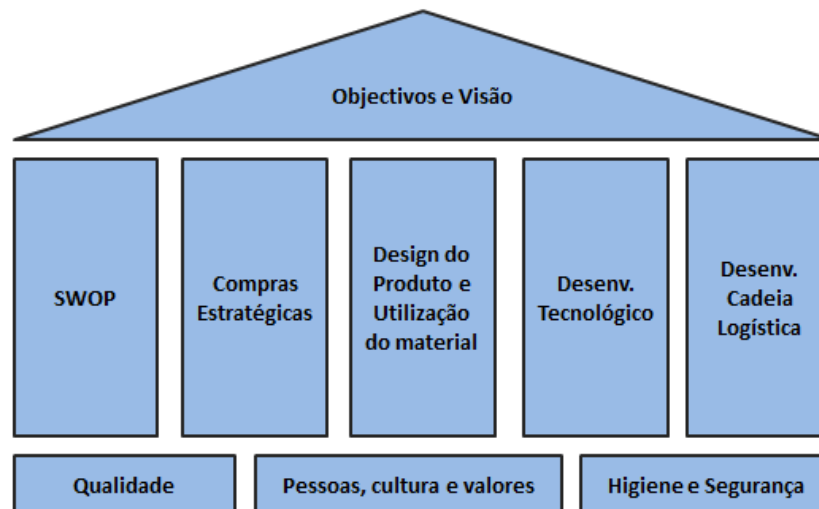 Objectivos e Visão
SWOP
Compras
Estratégicas
Design do
Produto e
Utilização
do material
Desenv.
Tecnológico
Desenv.
Cadeia
Logística
Qualidade
Pessoas, cultura e valores
Higiene e Segurança